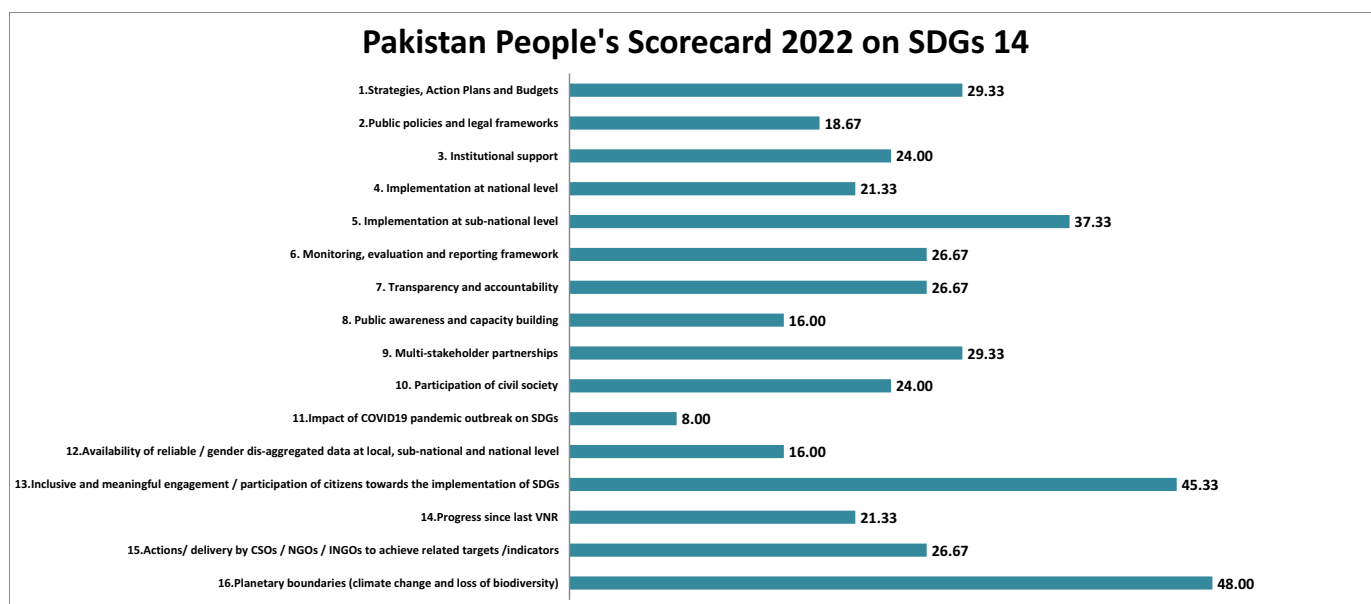 Pakistan People's Scorecard 2022 on SDGs 14
1.Strategies, Action Plans and Budgets 29.33
2.Public policies and legal frameworks 18.67
3. Institutional support 24.00
4. Implementation at national level 21.33
5. Implementation at sub-national level 37.33
6. Monitoring, evaluation and reporting framework 26.67
7. Transparency and accountability 26.67
8. Public awareness and capacity building 16.00
9. Multi-stakeholder partnerships 29.33
10. Participation of civil society 24.00
11.Impact of COVID19 pandemic outbreak on SDGs 8.00
12.Availability of reliable / gender dis-aggregated data at local, sub-national and national level 16.00
13.Inclusive and meaningful engagement / participation of citizens towards the implementation of SDGs 45.33
14.Progress since last VNR 21.33
15.Actions/ delivery by CSOs / NGOs / INGOs to achieve related targets /indicators 26.67
16.Planetary boundaries (climate change and loss of biodiversity) 48.00